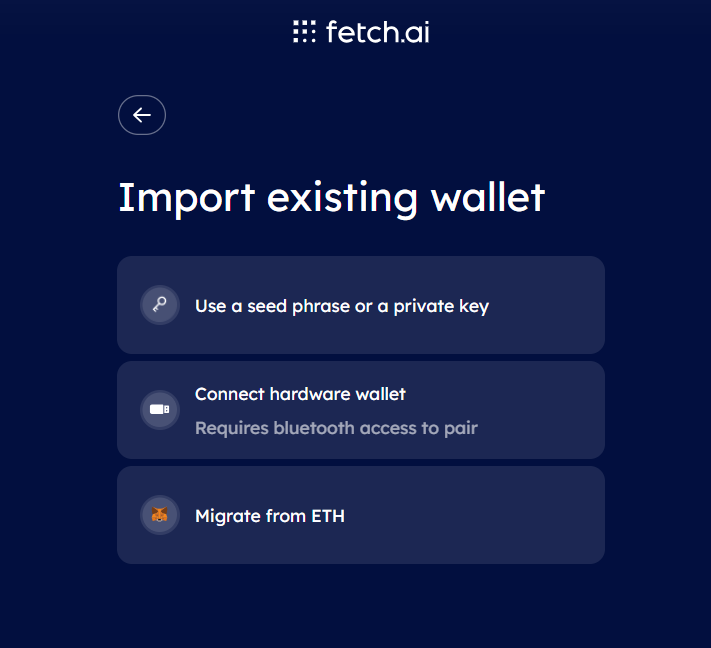 fetch.ai
Import existing wallet
Use a seed phrase or a private key
Connect hardware wallet
Requires bluetooth access to pair
Migrate from ETH